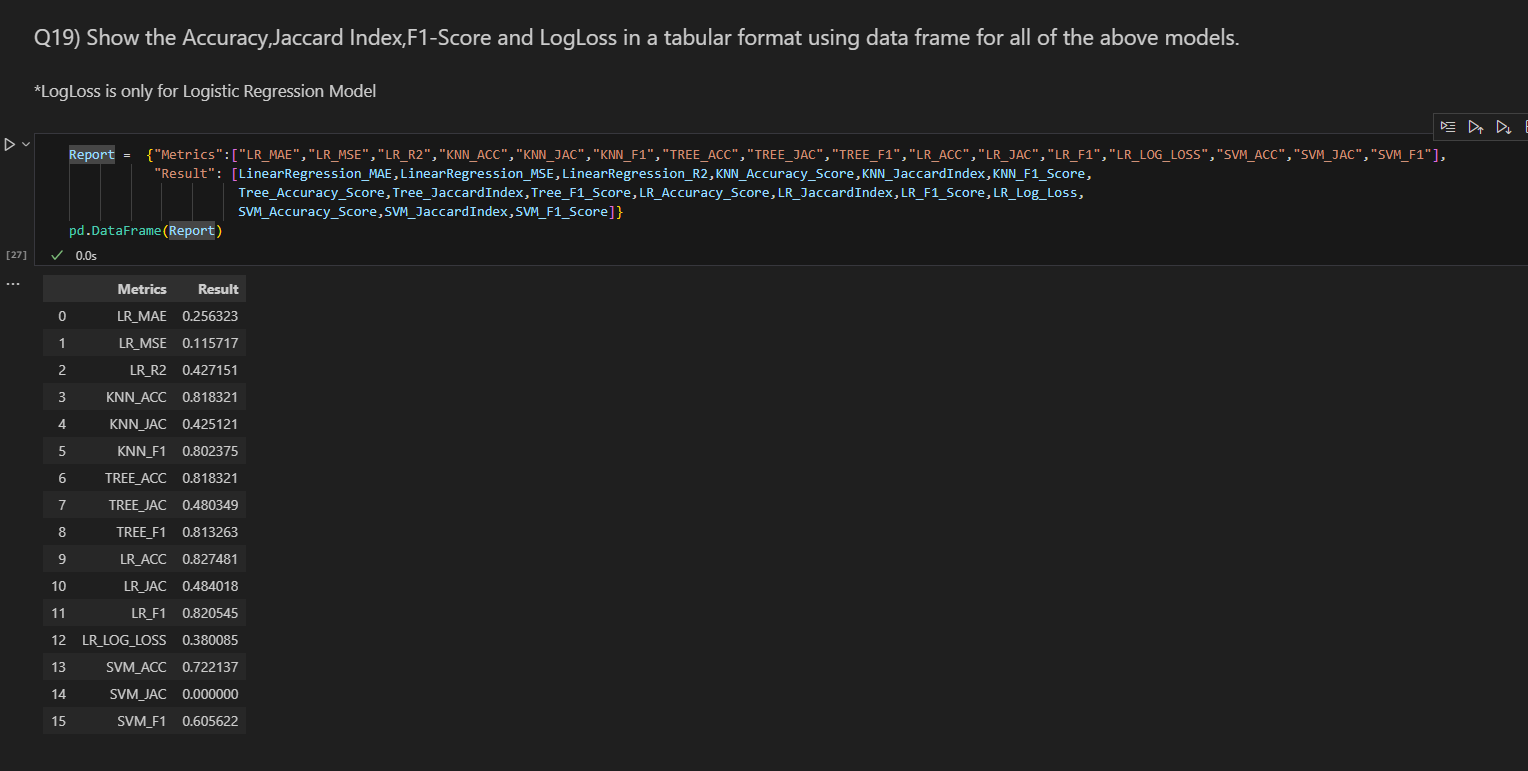 Q19) Show the Accuracy,Jaccard Index,F1-Score and LogLoss in a tabular format using data frame for all of the above models.
*LogLoss is only for Logistic Regression Model
Report = {"Metrics":["LR_MAE","LR_MSE","LR_R2","KNN_ACC","KNN_JAC","KNN_F1","TREE_ACC","TREE_JAC","TREE_F1","LR_ACC","LR_JAC","LR_F1","LR_LOG_LOSS","SVM_ACC","SVM_JAC","SVM_F1"],
"Result": [LinearRegression_MAE,LinearRegression_MSE,LinearRegression_R2,KNN_Accuracy_Score,KNN_JaccardIndex,KNN_F1_Score,
Tree_Accuracy_Score,Tree_JaccardIndex,Tree_F1_Score,LR_Accuracy_Score,LR_JaccardIndex,LR_F1_Score,LR_Log_Loss,
SVM_Accuracy_Score,SVM_JaccardIndex,SVM_F1_Score]}
pd.DataFrame(Report)
[27] 0.0s
Metrics Result
0 LR_MAE 0.256323
1 LR_MSE 0.115717
2 LR_R2 0.427151
3 KNN_ACC 0.818321
4 KNN_JAC 0.425121
5 KNN_F1 0.802375
6 TREE_ACC 0.818321
7 TREE_JAC 0.480349
8 TREE_F1 0.813263
9 LR_ACC 0.827481
10 LR_JAC 0.484018
11 LR_F1 0.820545
12 LR_LOG_LOSS 0.380085
13 SVM_ACC 0.722137
14 SVM_JAC 0.000000
15 SVM_F1 0.605622